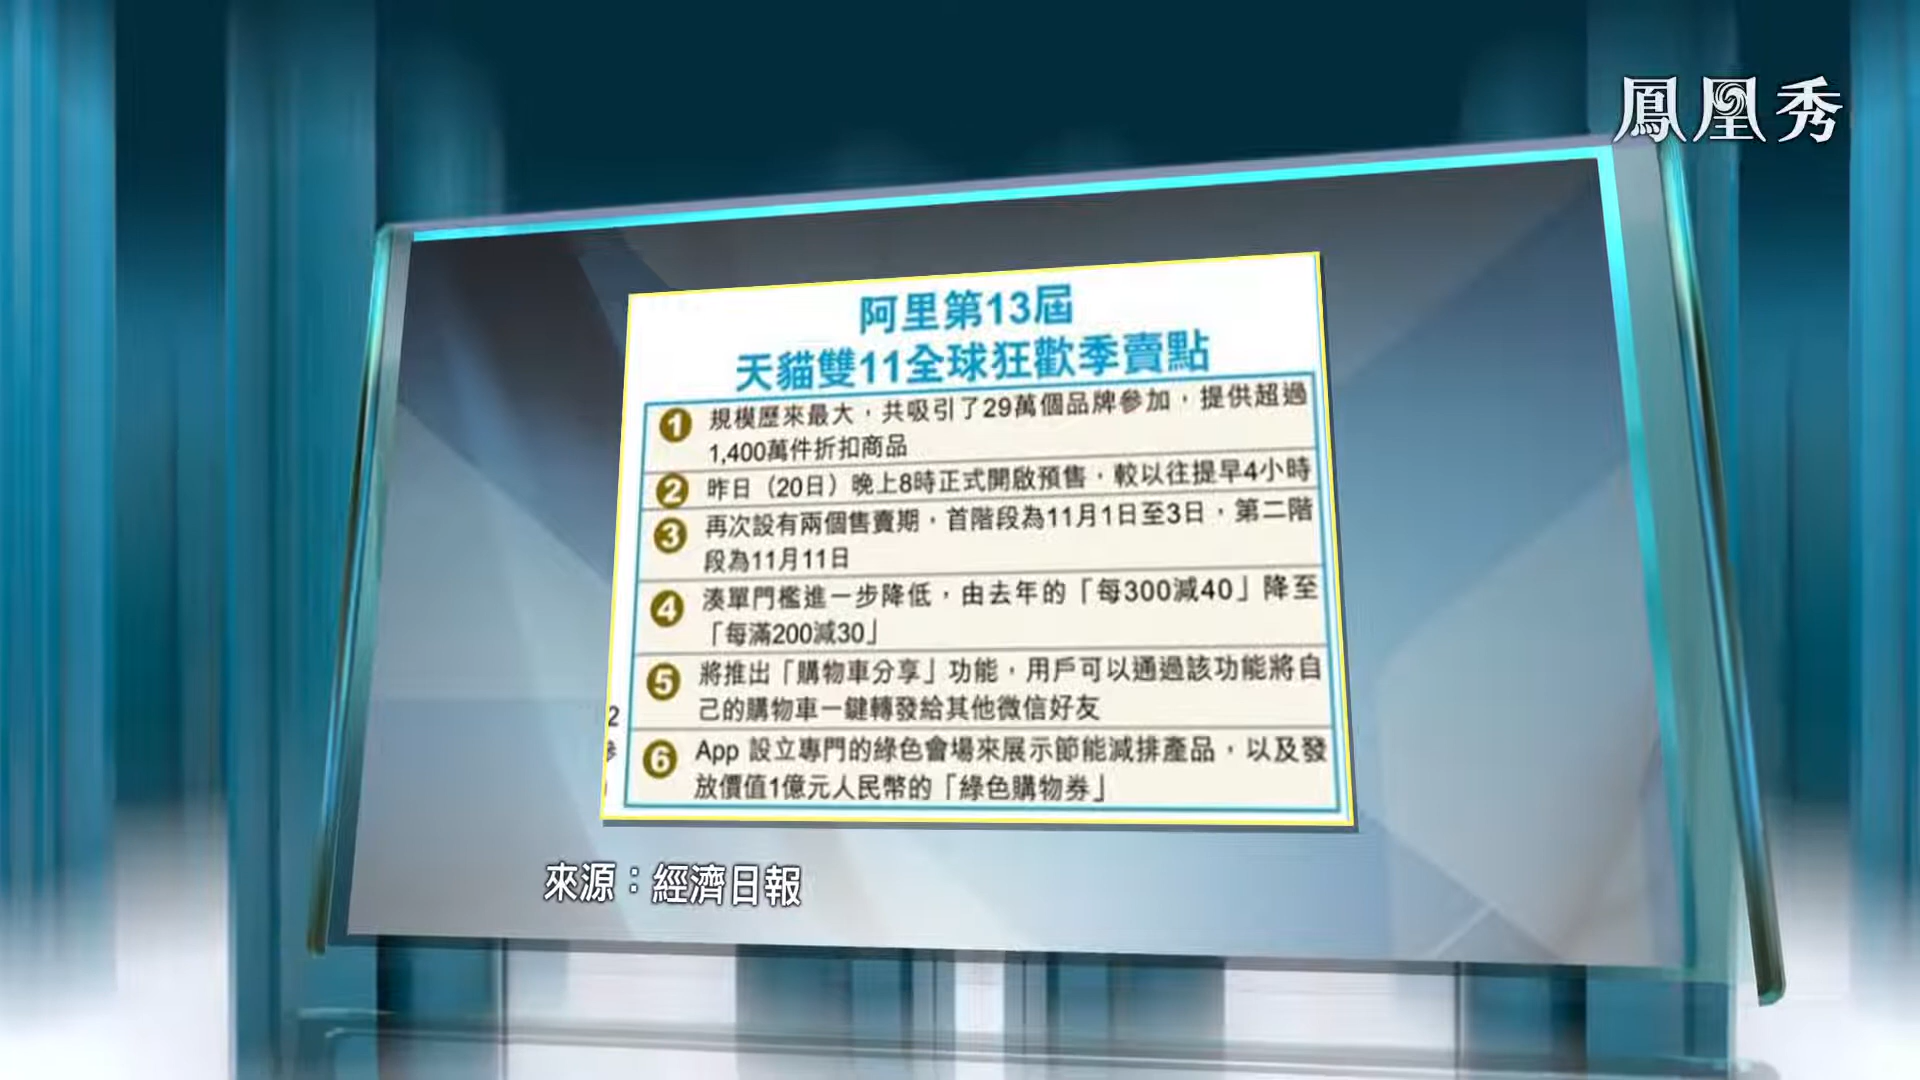 鳳凰秀
阿里第13屆
天貓雙11全球狂歡季賣點
1 規模歷來最大，共吸引了29萬個品牌參加，提供超過
1,400萬件折扣商品
2 昨日（20日）晚上8時正式開啟預售，較以往提早4小時
3 再次設有兩個售賣期，首階段為11月1日至3日，第二階
段為11月11日
4 湊單門檻進一步降低，由去年的「每300減40」降至
「每滿200減30」
5 將推出「購物車分享」功能，用戶可以通過該功能將自
己的購物車一鍵轉發給其他微信好友
2
6 App 設立專門的綠色會場來展示節能減排產品，以及發
放價值1億元人民幣的「綠色購物券」
來源：經濟日報